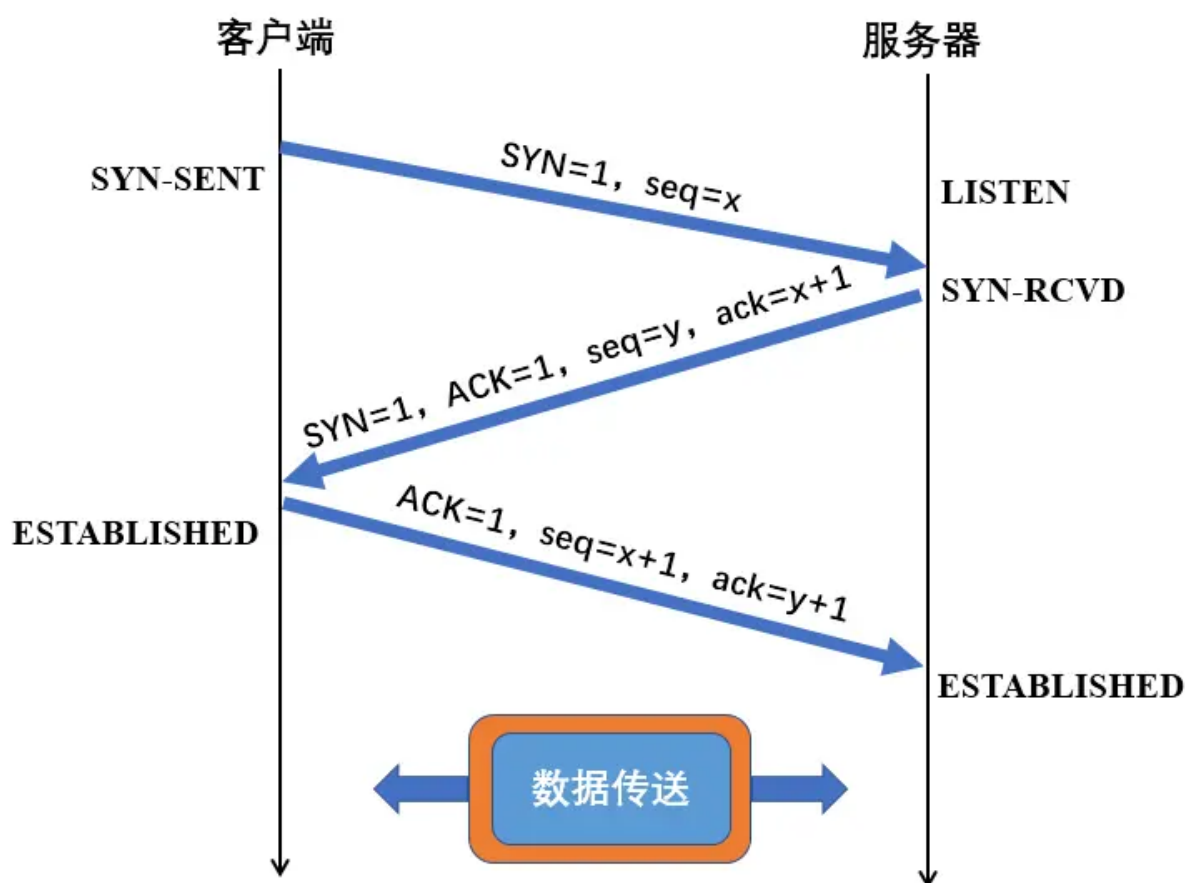 客户端
服务器
SYN-SENT
SYN=1，seq=x
LISTEN
SYN-RCVD
SYN=1，ACK=1，seq=y，ack=x+1
ESTABLISHED
ACK=1，seq=x+1，ack=y+1
ESTABLISHED
数据传送